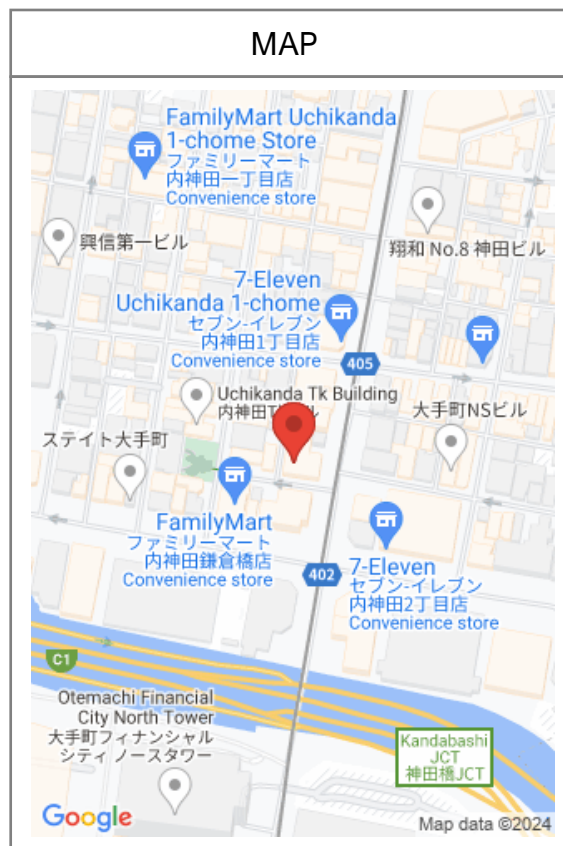 MAP
FamilyMart Uchikanda
1-chome Store
ファミリーマート
内神田一丁目店
Convenience store
興信第一ビル
翔和 No.8 神田ビル
7-Eleven
Uchikanda 1-chome
セブン-イレブン
内神田1丁目店
Convenience store
405
Uchikanda Tk Building
内神田TKビル
大手町NSビル
ステイト大手町
FamilyMart
ファミリーマート
内神田鎌倉橋店
Convenience store
402
7-Eleven
セブン-イレブン
内神田2丁目店
Convenience store
C1
Otemachi Financial
City North Tower
大手町フィナンシャル
シティ ノースタワー
Kandabashi
JCT
神田橋JCT
Google
Map data ©2024